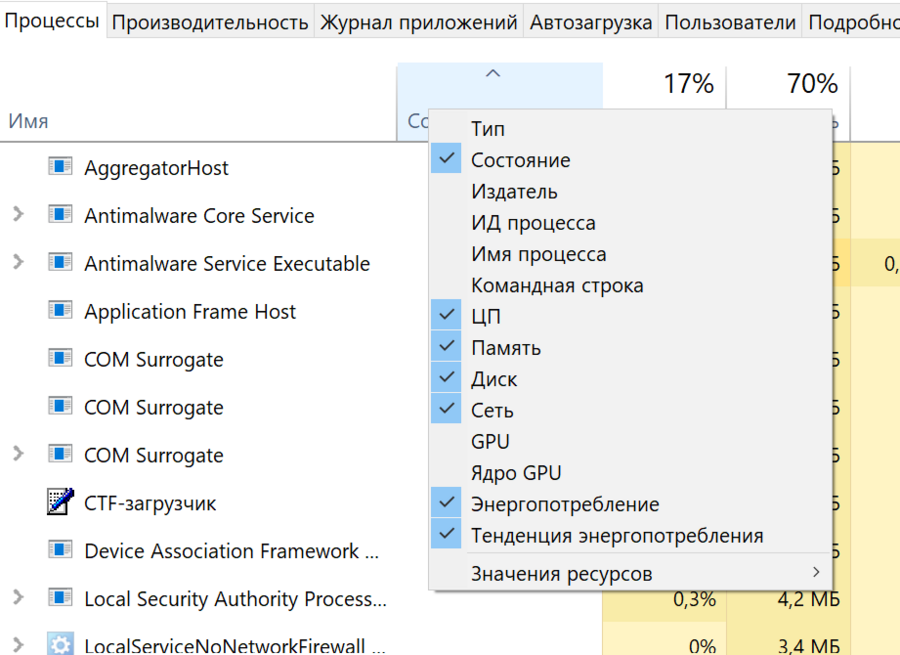 Процессы Производительность Журнал приложений Автозагрузка Пользователи
17% 70%
Имя
Тип
AggregatorHost
Состояние
Издатель
Antimalware Core Service
ИД процесса
Имя процесса
Antimalware Service Executable
0,
Командная строка
Application Frame Host
ЦП
Память
COM Surrogate
Диск
COM Surrogate
Сеть
GPU
COM Surrogate
Ядро GPU
CTF-загрузчик
Энергопотребление
Тенденция энергопотребления
Device Association Framework ...
Значения ресурсов
Local Security Authority Process...
0,3% 4,2 МБ
LocalServiceNoNetworkFirewall ...
0% 3,4 МБ